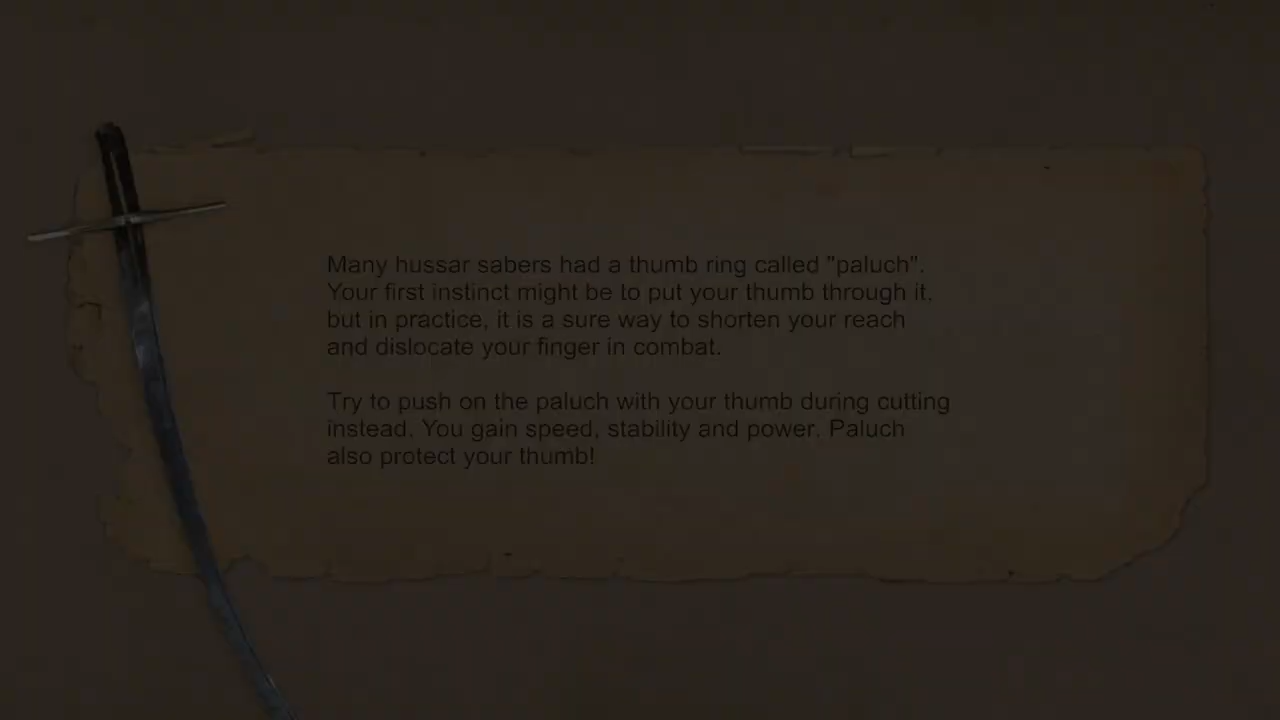 Many hussar sabers had a thumb ring called "paluch".
Your first instinct might be to put your thumb through it,
but in practice, it is a sure way to shorten your reach
and dislocate your finger in combat.
Try to push on the paluch with your thumb during cutting
instead. You gain speed, stability and power. Paluch
also protect your thumb!